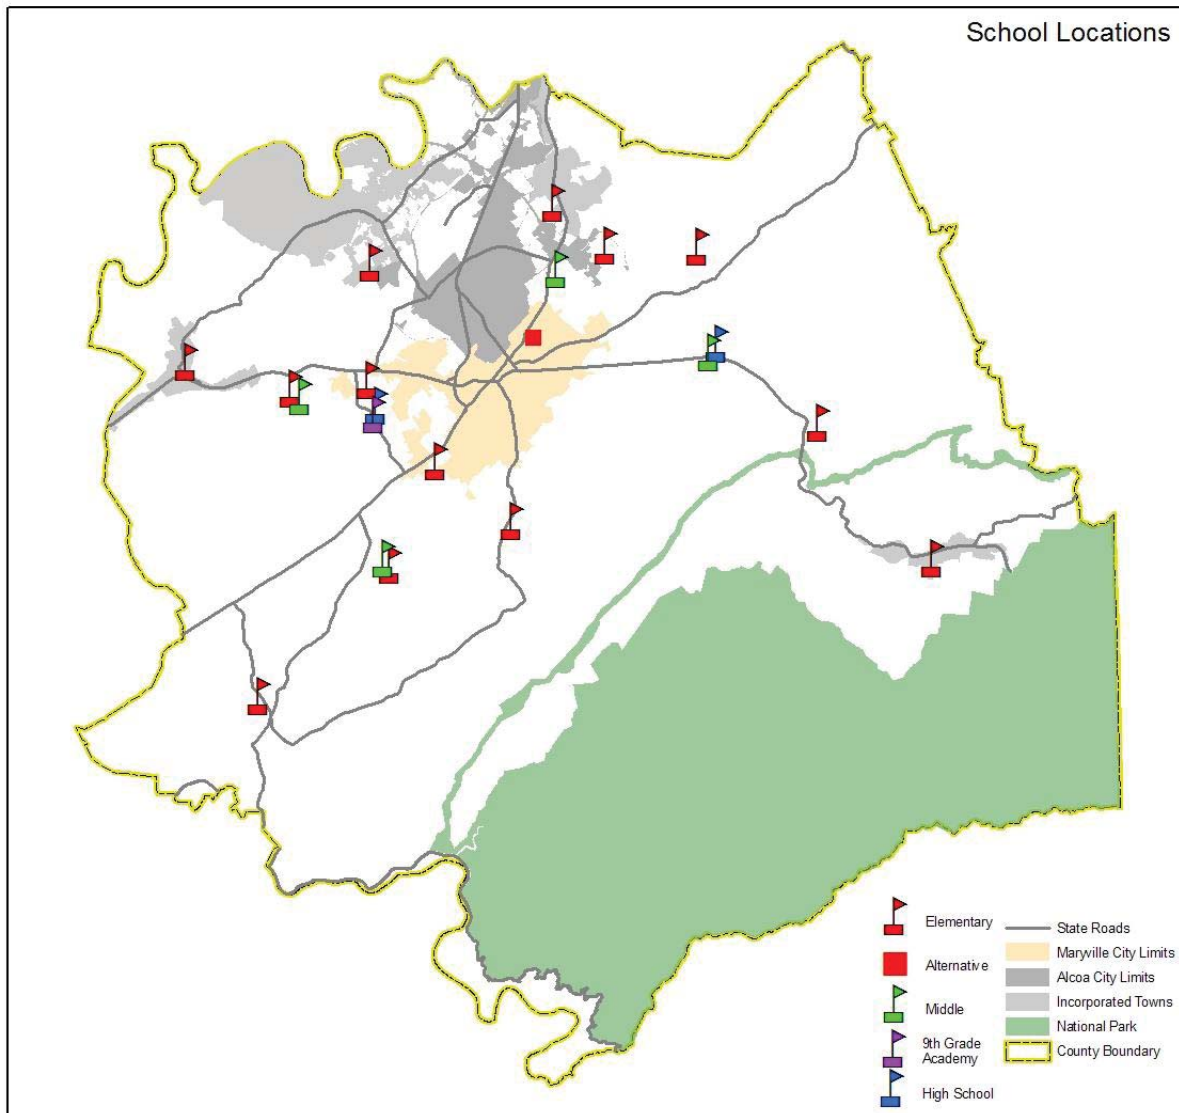 School Locations
Elementary
Alternative
Middle
9th Grade
Academy
High School
State Roads
Maryville City Limits
Alcoa City Limits
Incorporated Towns
National Park
County Boundary